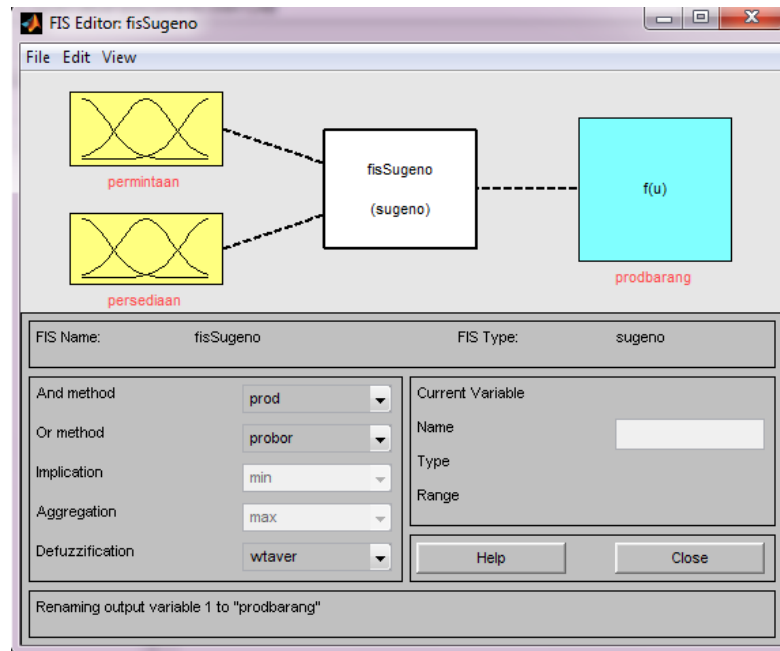 FIS Editor: fisSugeno
File Edit View
permintaan
persediaan
fisSugeno
(sugeno)
f(u)
prodbarang
FIS Name: fisSugeno FIS Type: sugeno
And method prod
Or method probor
Implication min
Aggregation max
Defuzzification wtaver
Current Variable
Name
Type
Range
Help Close
Renaming output variable 1 to "prodbarang"